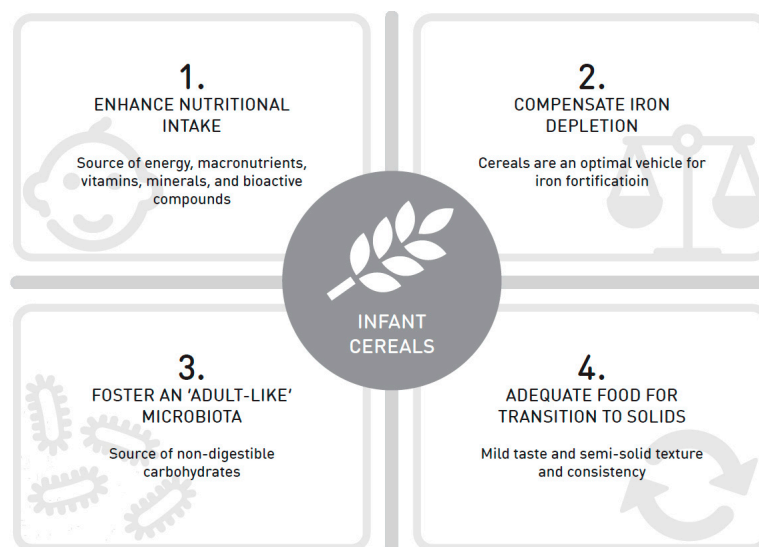 1.
ENHANCE NUTRITIONAL
INTAKE
Source of energy, macronutrients,
vitamins, minerals, and bioactive
compounds
2.
COMPENSATE IRON
DEPLETION
Cereals are an optimal vehicle for
iron fortificatioin
INFANT
CEREALS
3.
FOSTER AN ‘ADULT-LIKE’
MICROBIOTA
Source of non-digestible
carbohydrates
4.
ADEQUATE FOOD FOR
TRANSITION TO SOLIDS
Mild taste and semi-solid texture
and consistency